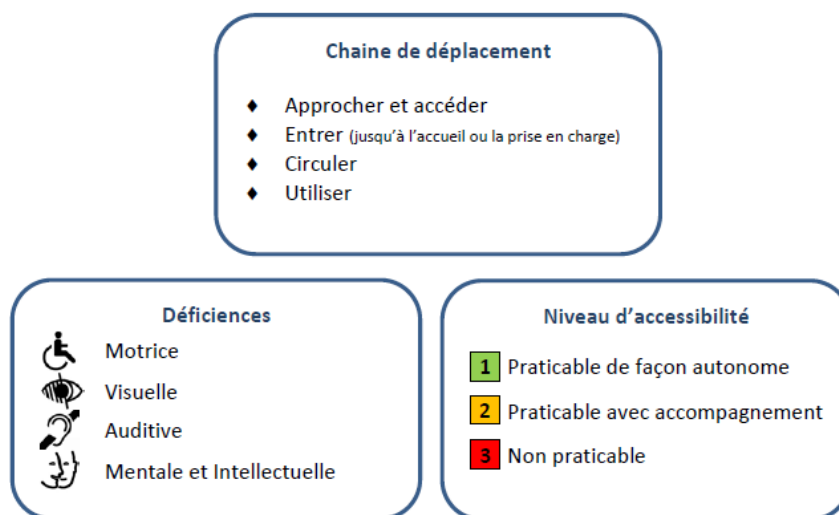 Chaine de déplacement
♦ Approcher et accéder
♦ Entrer (jusqu'à l'accueil ou la prise en charge)
♦ Circuler
♦ Utiliser
Déficiences
Motrice
Visuelle
Auditive
Mentale et Intellectuelle
Niveau d'accessibilité
1 Praticable de façon autonome
2 Praticable avec accompagnement
3 Non praticable